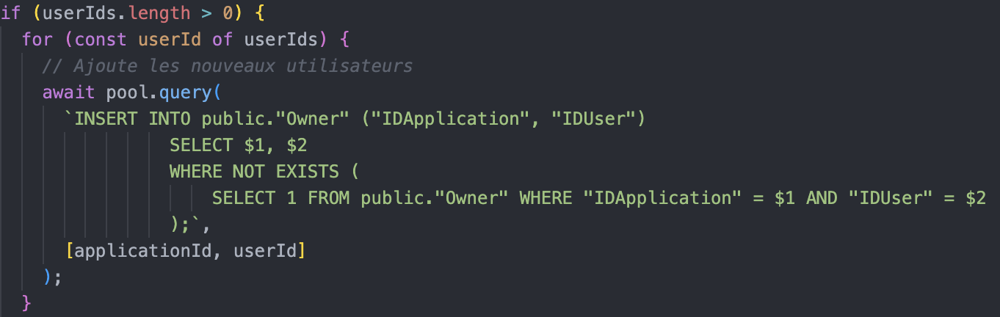 if (userIds.length > 0) {
for (const userId of userIds) {
// Ajoute les nouveaux utilisateurs
await pool.query(
`INSERT INTO public."Owner" ("IDApplication", "IDUser")
SELECT $1, $2
WHERE NOT EXISTS (
SELECT 1 FROM public."Owner" WHERE "IDApplication" = $1 AND "IDUser" = $2
);`,
[applicationId, userId]
);
}